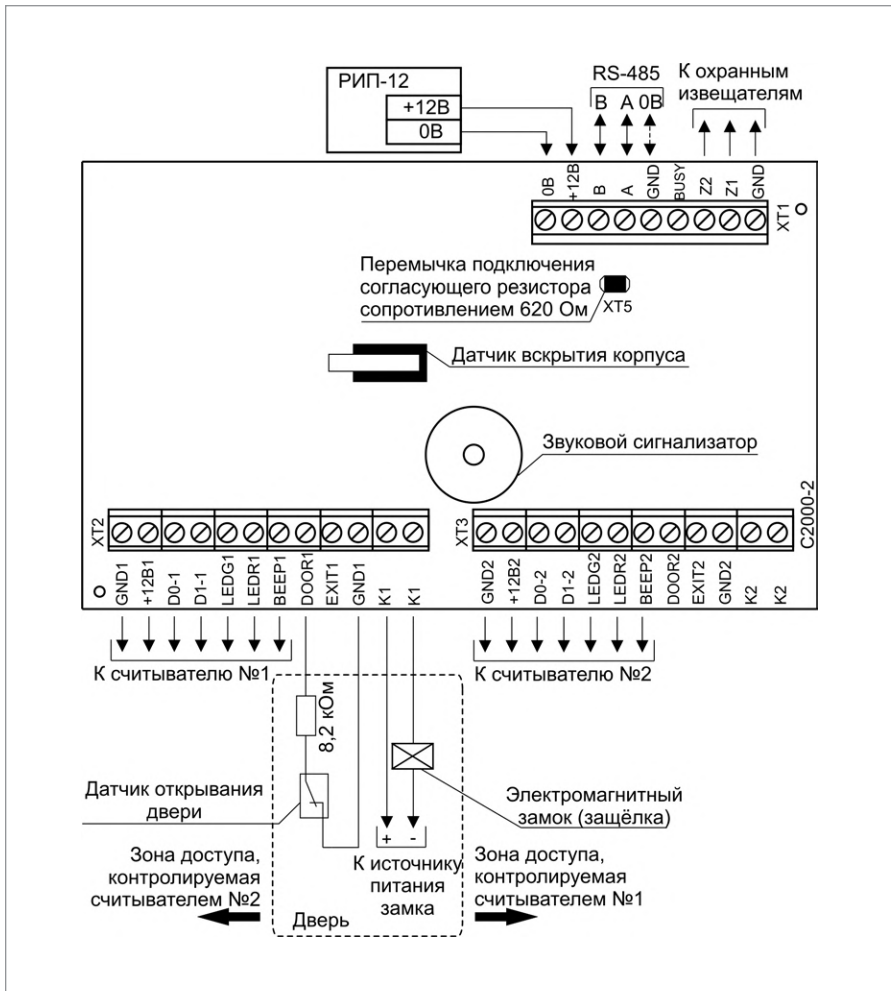 РИП-12
+12В
0В
RS-485
В А 0В
К охранным
извещателям
0В
+12В
В
А
GND
BUSY
Z2
Z1
GND
XT1
Перемычка подключения
согласующего резистора
сопротивлением 620 Ом
XT5
Датчик вскрытия корпуса
Звуковой сигнализатор
С2000-2
XT2
GND1
+12В1
D0-1
D1-1
LEDG1
LEDR1
BEEP1
DOOR1
EXIT1
GND1
K1
K1
XT3
GND2
+12В2
D0-2
D1-2
LEDG2
LEDR2
BEEP2
DOOR2
EXIT2
GND2
K2
K2
К считывателю №1
К считывателю №2
8,2 кОм
Датчик открывания
двери
Электромагнитный
замок (защёлка)
+ -
К источнику
питания
замка
Зона доступа,
контролируемая
считывателем №2
Зона доступа,
контролируемая
считывателем №1
Дверь